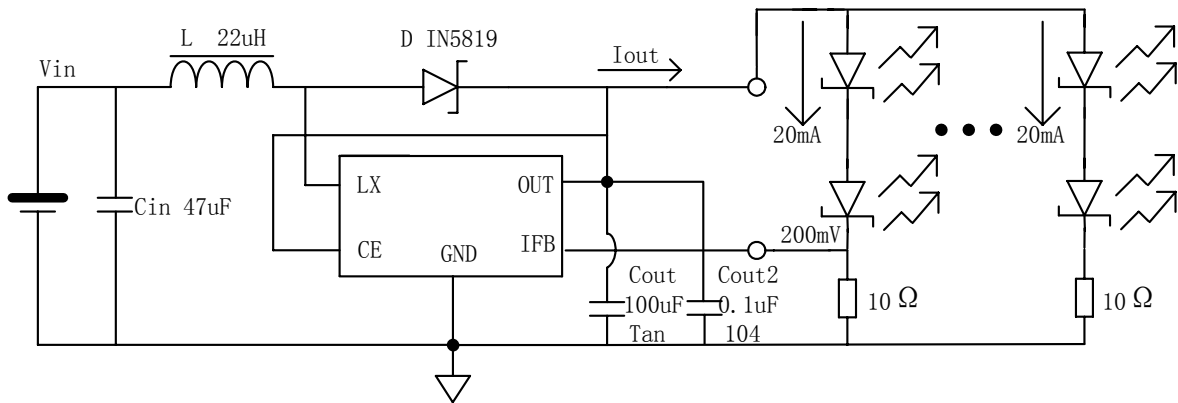 L 22uH
D IN5819
Vin
Iout
20mA
20mA
LX
OUT
Cin 47uF
CE
GND
IFB
200mV
Cout
100uF
Tan
Cout2
0.1uF
104
10 Ω
10 Ω